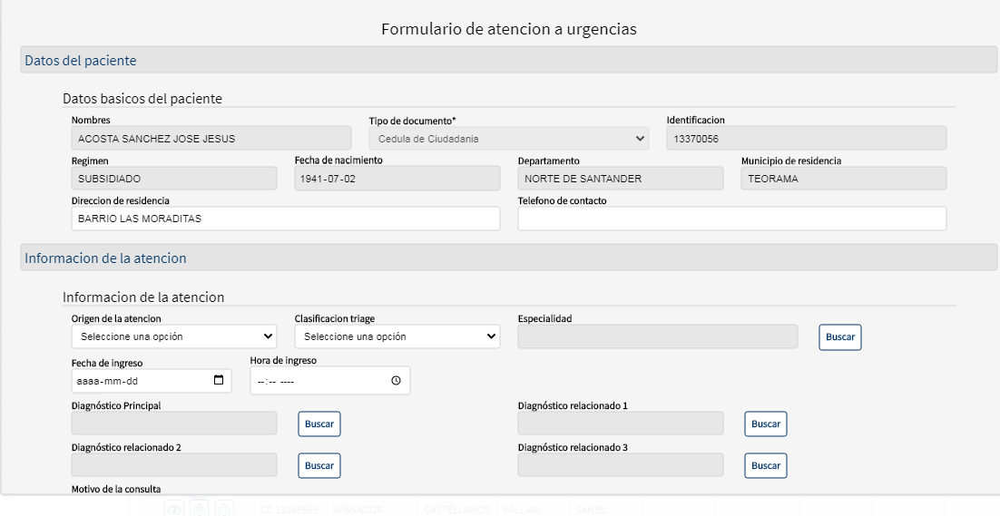 Formulario de atencion a urgencias
Datos del paciente
Datos basicos del paciente
Nombres Tipo de documento* Identificacion
ACOSTA SANCHEZ JOSE JESUS Cedula de Ciudadania 13370056
Regimen Fecha de nacimiento Departamento Municipio de residencia
SUBSIDIADO 1941-07-02 NORTE DE SANTANDER TEORAMA
Direccion de residencia Telefono de contacto
BARRIO LAS MORADITAS
Informacion de la atencion
Informacion de la atencion
Origen de la atencion Clasificacion triage Especialidad
Seleccione una opción Seleccione una opción Buscar
Fecha de ingreso Hora de ingreso
aaaa-mm-dd --:-- ----
Diagnóstico Principal Diagnóstico relacionado 1
Buscar Buscar
Diagnóstico relacionado 2 Diagnóstico relacionado 3
Buscar Buscar
Motivo de la consulta
AFANADOR CASTELLANOS WILLIAN SANIEL